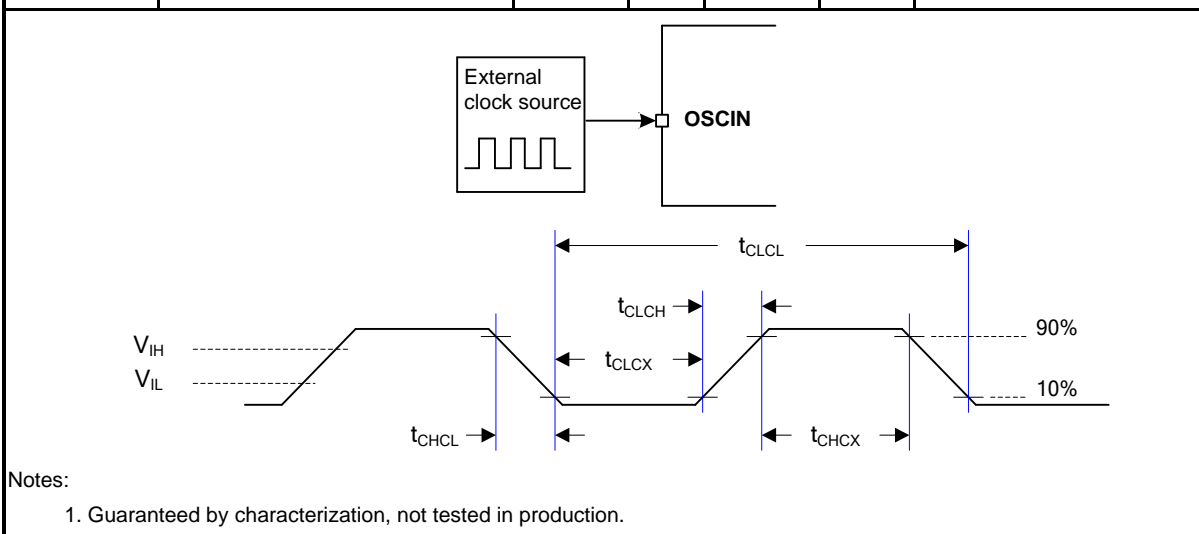 External
clock source
OSCIN
tCLCL
tCLCH
90%
VIH
tCLCX
VIL
10%
tCHCL
tCHCX
Notes:
1. Guaranteed by characterization, not tested in production.